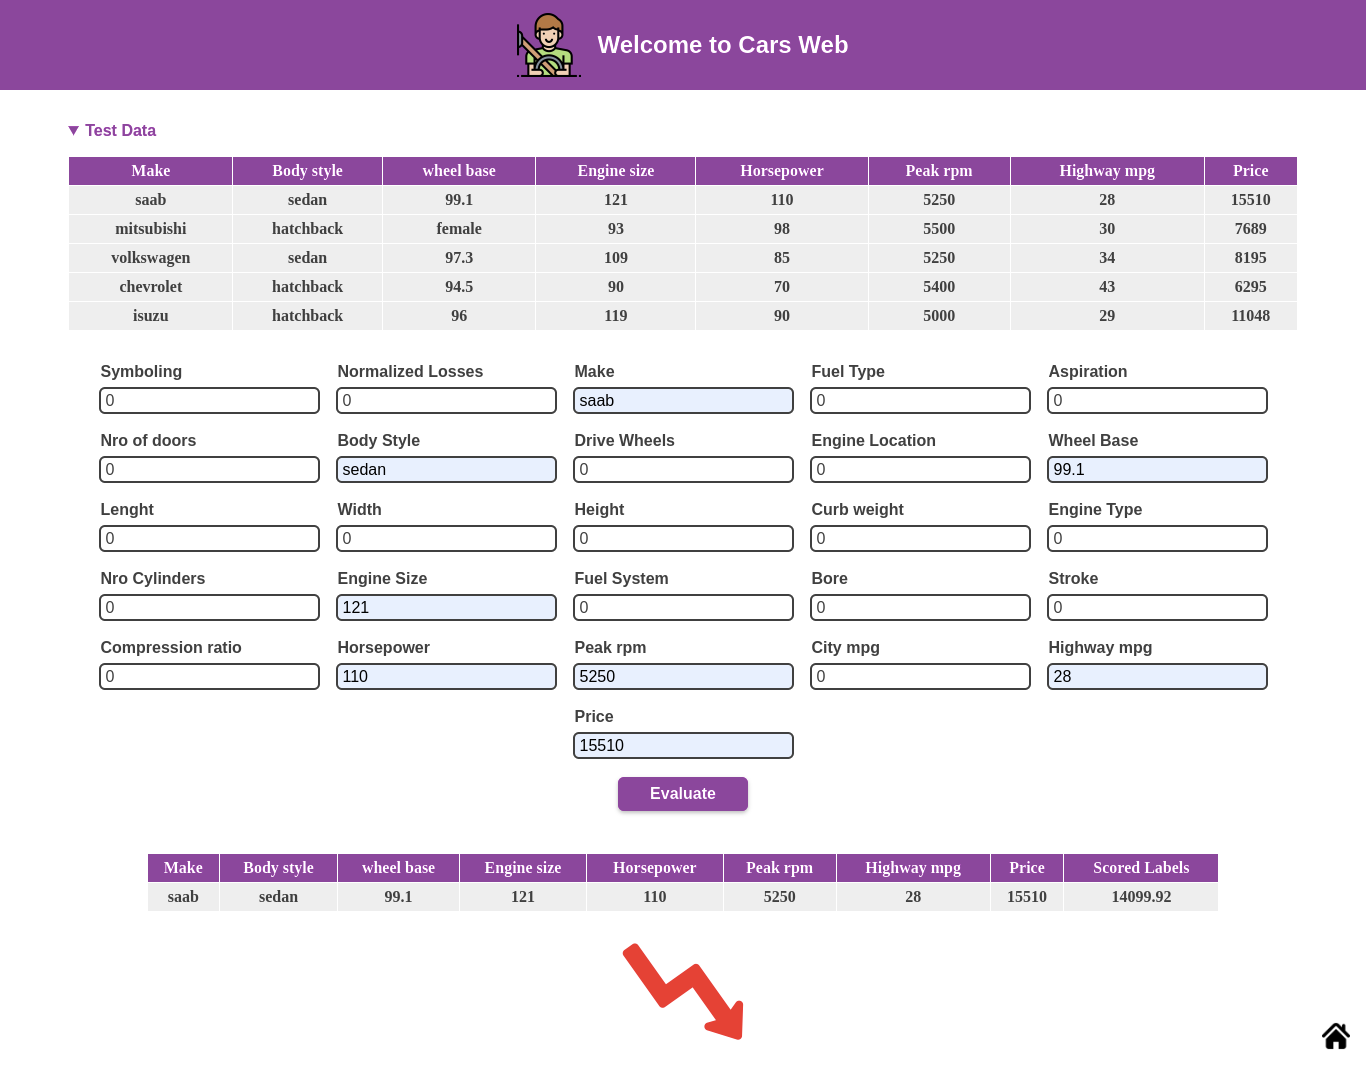 Welcome to Cars Web
Test Data
Make Body style wheel base Engine size Horsepower Peak rpm Highway mpg Price
saab sedan 99.1 121 110 5250 28 15510
mitsubishi hatchback female 93 98 5500 30 7689
volkswagen sedan 97.3 109 85 5250 34 8195
chevrolet hatchback 94.5 90 70 5400 43 6295
isuzu hatchback 96 119 90 5000 29 11048
Symboling Normalized Losses Make Fuel Type Aspiration
0 0 saab 0 0
Nro of doors Body Style Drive Wheels Engine Location Wheel Base
0 sedan 0 0 99.1
Lenght Width Height Curb weight Engine Type
0 0 0 0 0
Nro Cylinders Engine Size Fuel System Bore Stroke
0 121 0 0 0
Compression ratio Horsepower Peak rpm City mpg Highway mpg
0 110 5250 0 28
Price
15510
Evaluate
Make Body style wheel base Engine size Horsepower Peak rpm Highway mpg Price Scored Labels
saab sedan 99.1 121 110 5250 28 15510 14099.92